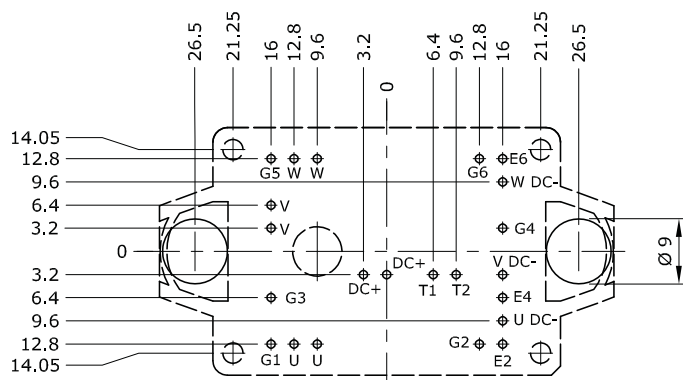 26.5
21.25
16
12.8
9.6
3.2
0
6.4
9.6
12.8
16
21.25
26.5
14.05
12.8
9.6
6.4
3.2
0
3.2
6.4
9.6
12.8
14.05
G5 W W
G6
E6
W DC-
V
V
G4
DC+
V DC-
DC+
T1 T2
G3
E4
U DC-
G1 U U
G2
E2
Ø 9